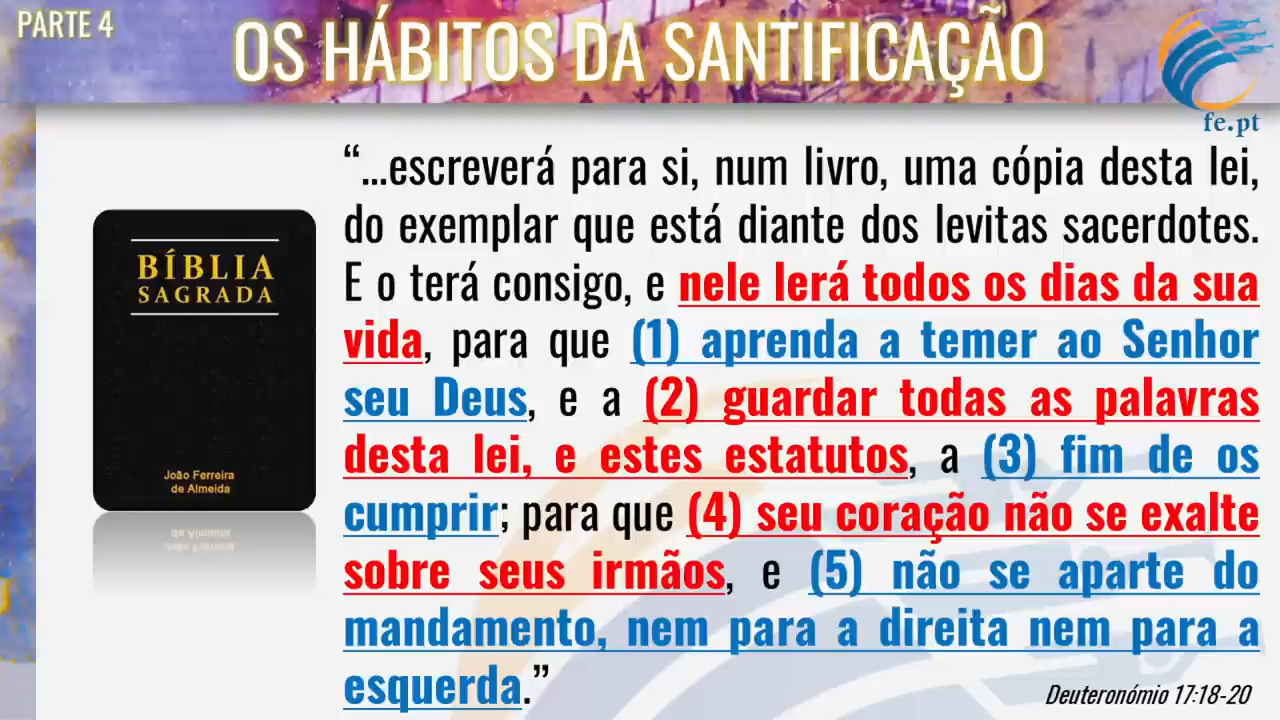 PARTE 4
OS HÁBITOS DA SANTIFICAÇÃO
fe.pt
“...escreverá para si, num livro, uma cópia desta lei,
do exemplar que está diante dos levitas sacerdotes.
E o terá consigo, e nele lerá todos os dias da sua
vida, para que (1) aprenda a temer ao Senhor
seu Deus, e a (2) guardar todas as palavras
desta lei, e estes estatutos, a (3) fim de os
cumprir; para que (4) seu coração não se exalte
sobre seus irmãos, e (5) não se aparte do
mandamento, nem para a direita nem para a
esquerda.”
Deuteronómio 17:18-20
BÍBLIA
SAGRADA
João Ferreira
de Almeida